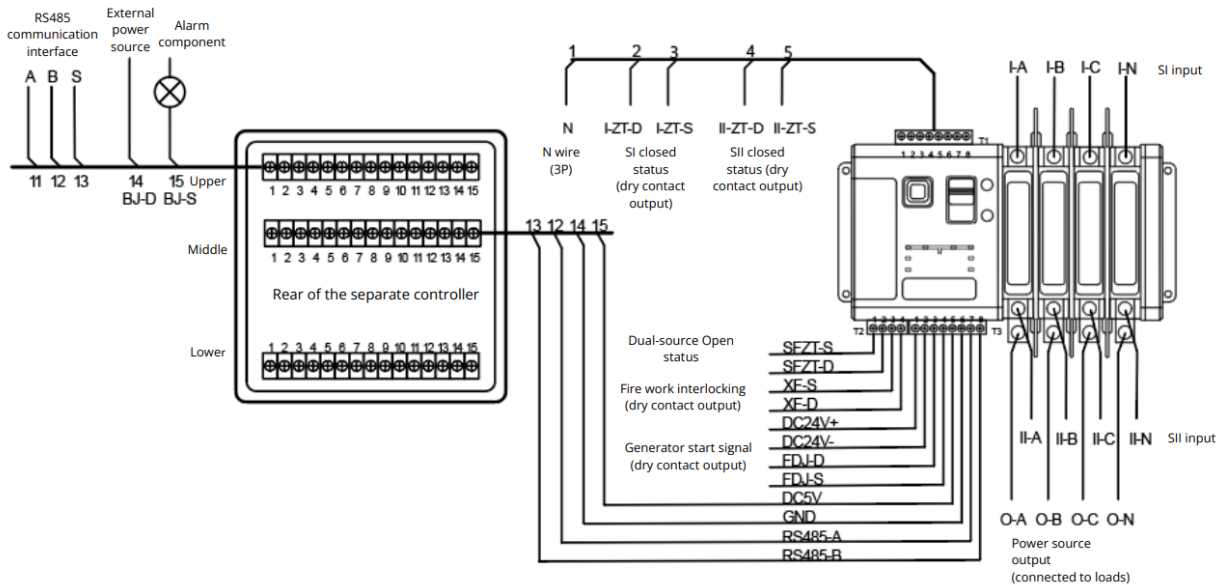 RS485
communication
interface
External
power
source
Alarm
component
A B S
11 12 13 14 15
BJ-D BJ-S
Upper
1 2 3 4 5 6 7 8 9 10 11 12 13 14 15
Middle
1 2 3 4 5 6 7 8 9 10 11 12 13 14 15
Rear of the separate controller
Lower
1 2 3 4 5 6 7 8 9 10 11 12 13 14 15
13 12 14 15
1 2 3 4 5
N I-ZT-D I-ZT-S II-ZT-D II-ZT-S
N wire
(3P)
SI closed
status
(dry contact
output)
SII closed
status (dry
contact output)
T1
1 2 3 4 5 6 7 8
I-A I-B I-C I-N SI input
T2 1 2 3 4 1 2 3 4 5 6 7 8 T3
Dual-source Open
status
Fire work interlocking
(dry contact output)
Generator start signal
(dry contact output)
SFZT-S
SFZT-D
XF-S
XF-D
DC24V+
DC24V-
FDJ-D
FDJ-S
DC5V
GND
RS485-A
RS485-B
II-A II-B II-C II-N SII input
O-A O-B O-C O-N
Power source
output
(connected to loads)